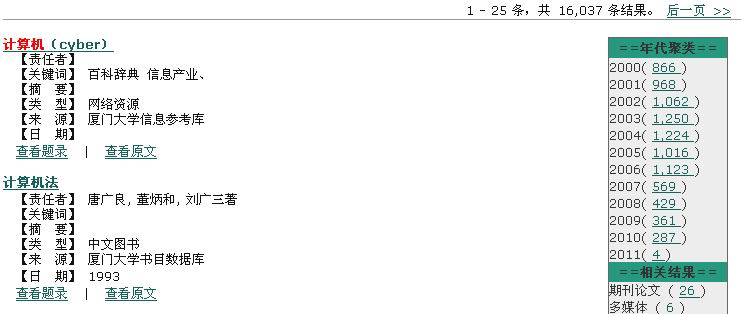 1 - 25 条，共 16,037 条结果。 后一页 >>
计算机（cyber）
【责任者】
【关键词】 百科辞典 信息产业、
【摘 要】
【类 型】 网络资源
【来 源】 厦门大学信息参考库
【日 期】
查看题录 | 查看原文
计算机法
【责任者】 唐广良, 董炳和, 刘广三著
【关键词】
【摘 要】
【类 型】 中文图书
【来 源】 厦门大学书目数据库
【日 期】 1993
查看题录 | 查看原文
==年代聚类==
2000( 866 )
2001( 968 )
2002( 1,062 )
2003( 1,250 )
2004( 1,224 )
2005( 1,016 )
2006( 1,123 )
2007( 569 )
2008( 429 )
2009( 361 )
2010( 287 )
2011( 4 )
==相关结果==
期刊论文 ( 26 )
多媒体 ( 6 )